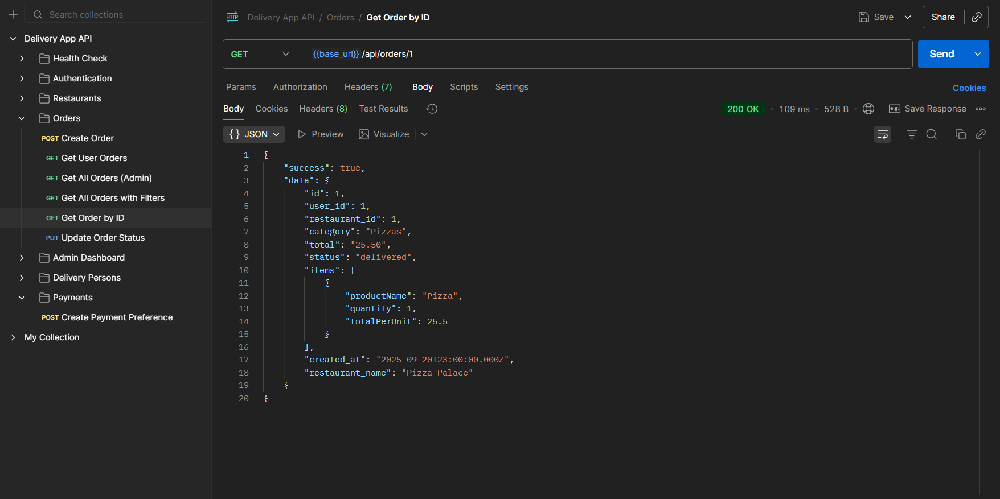 Search collections
Delivery App API
Health Check
Authentication
Restaurants
Orders
POST Create Order
GET Get User Orders
GET Get All Orders (Admin)
GET Get All Orders with Filters
GET Get Order by ID
PUT Update Order Status
Admin Dashboard
Delivery Persons
Payments
POST Create Payment Preference
My Collection
HTTP Delivery App API / Orders / Get Order by ID
Save
Share
GET {{base_url}} /api/orders/1
Send
Params Authorization Headers (7) Body Scripts Settings
Cookies
Body Cookies Headers (8) Test Results
200 OK • 109 ms • 528 B • e.g. Save Response
{} JSON Preview Visualize
1 {
2 "success": true,
3 "data": {
4 "id": 1,
5 "user_id": 1,
6 "restaurant_id": 1,
7 "category": "Pizzas",
8 "total": "25.50",
9 "status": "delivered",
10 "items": [
11 {
12 "productName": "Pizza",
13 "quantity": 1,
14 "totalPerUnit": 25.5
15 }
16 ],
17 "created_at": "2025-09-20T23:00:00.000Z",
18 "restaurant_name": "Pizza Palace"
19 }
20 }